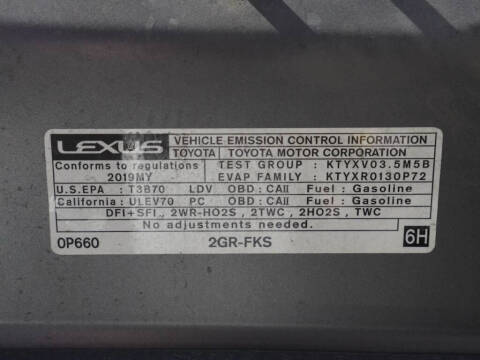 LEXUS VEHICLE EMISSION CONTROL INFORMATION
TOYOTA TOYOTA MOTOR CORPORATION
Conforms to regulations TEST GROUP : KTYXV03.5M5B
2019MY EVAP FAMILY : KTYXR0130P72
U.S.EPA : T3B70 LDV OBD : CAII Fuel : Gasoline
California : ULEV70 PC OBD : CAII Fuel : Gasoline
DFI+SFI, 2WR-HO2S, 2TWC, 2HO2S, TWC
No adjustments needed.
0P660 2GR-FKS 6H